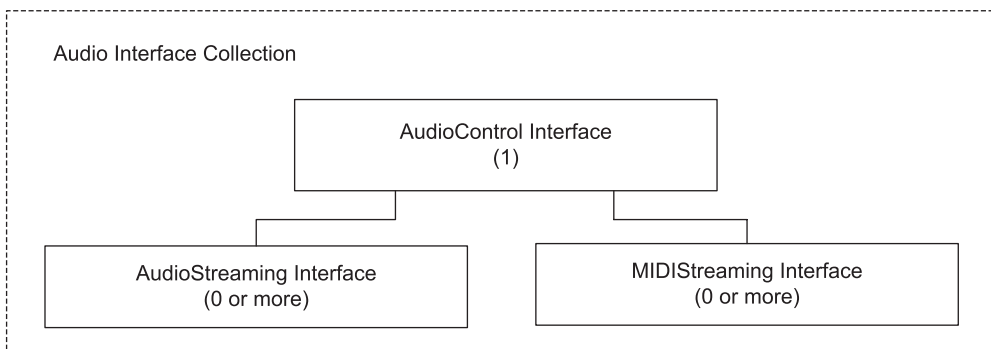 Audio Interface Collection
AudioControl Interface
(1)
AudioStreaming Interface
(0 or more)
MIDIStreaming Interface
(0 or more)